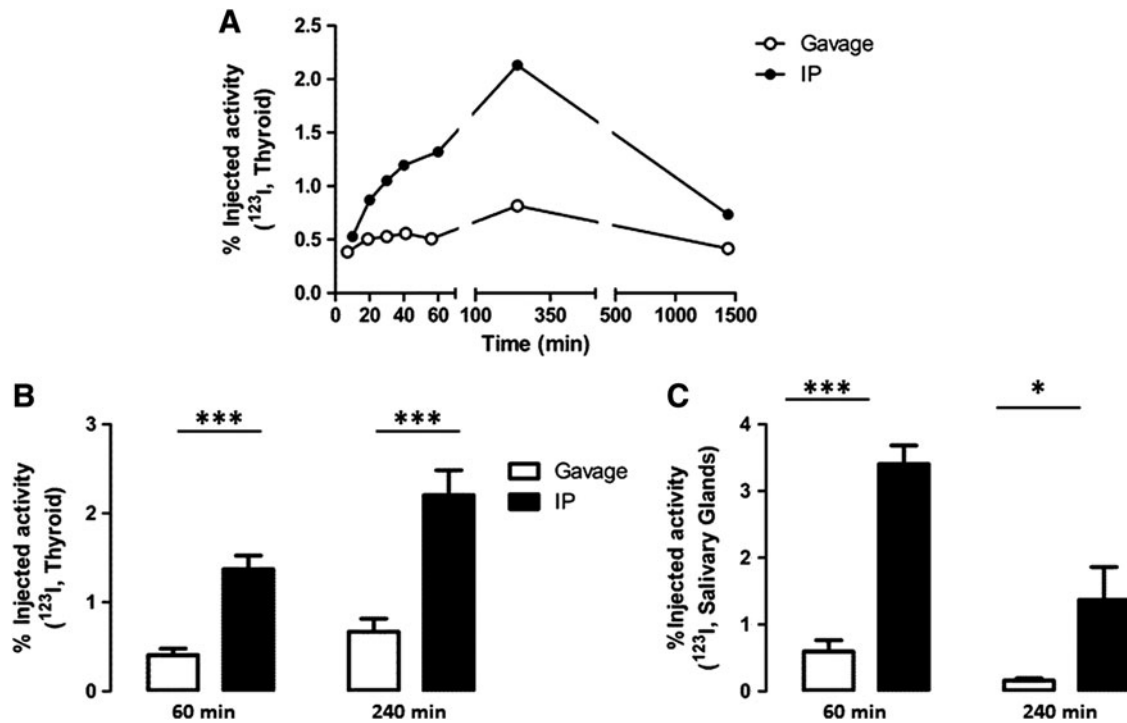 A
2.5
2.0
1.5
1.0
0.5
0.0
% Injected activity
(¹²³I, Thyroid)
0 20 40 60 100 350 500 1000 1500
Time (min)
Gavage
IP
B
3
2
1
0
% Injected activity
(¹²³I, Thyroid)
*** ***
60 min 240 min
Gavage
IP
C
4
3
2
1
0
%Injected activity
(¹²³I, Salivary Glands)
*** *
60 min 240 min